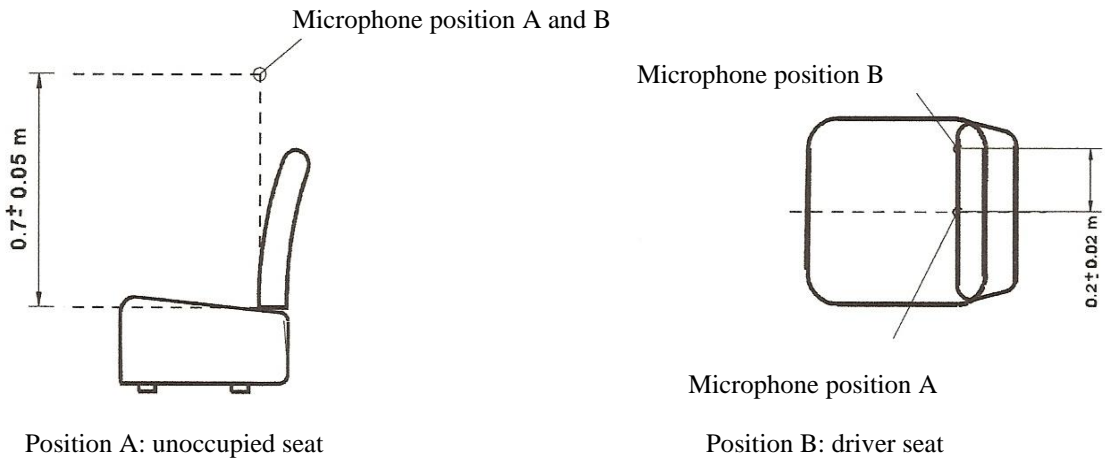 Microphone position A and B
Microphone position B
0.7 ± 0.05 m
0.2 ± 0.02 m
Microphone position A
Position A: unoccupied seat
Position B: driver seat